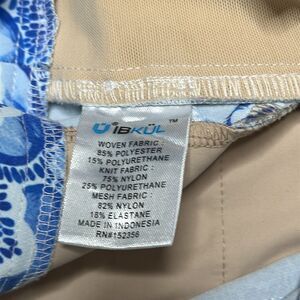 IBKÜL™
WOVEN FABRIC :
85% POLYESTER
15% POLYURETHANE
KNIT FABRIC :
75% NYLON
25% POLYURETHANE
MESH FABRIC :
82% NYLON
18% ELASTANE
MADE IN INDONESIA
RN#152356